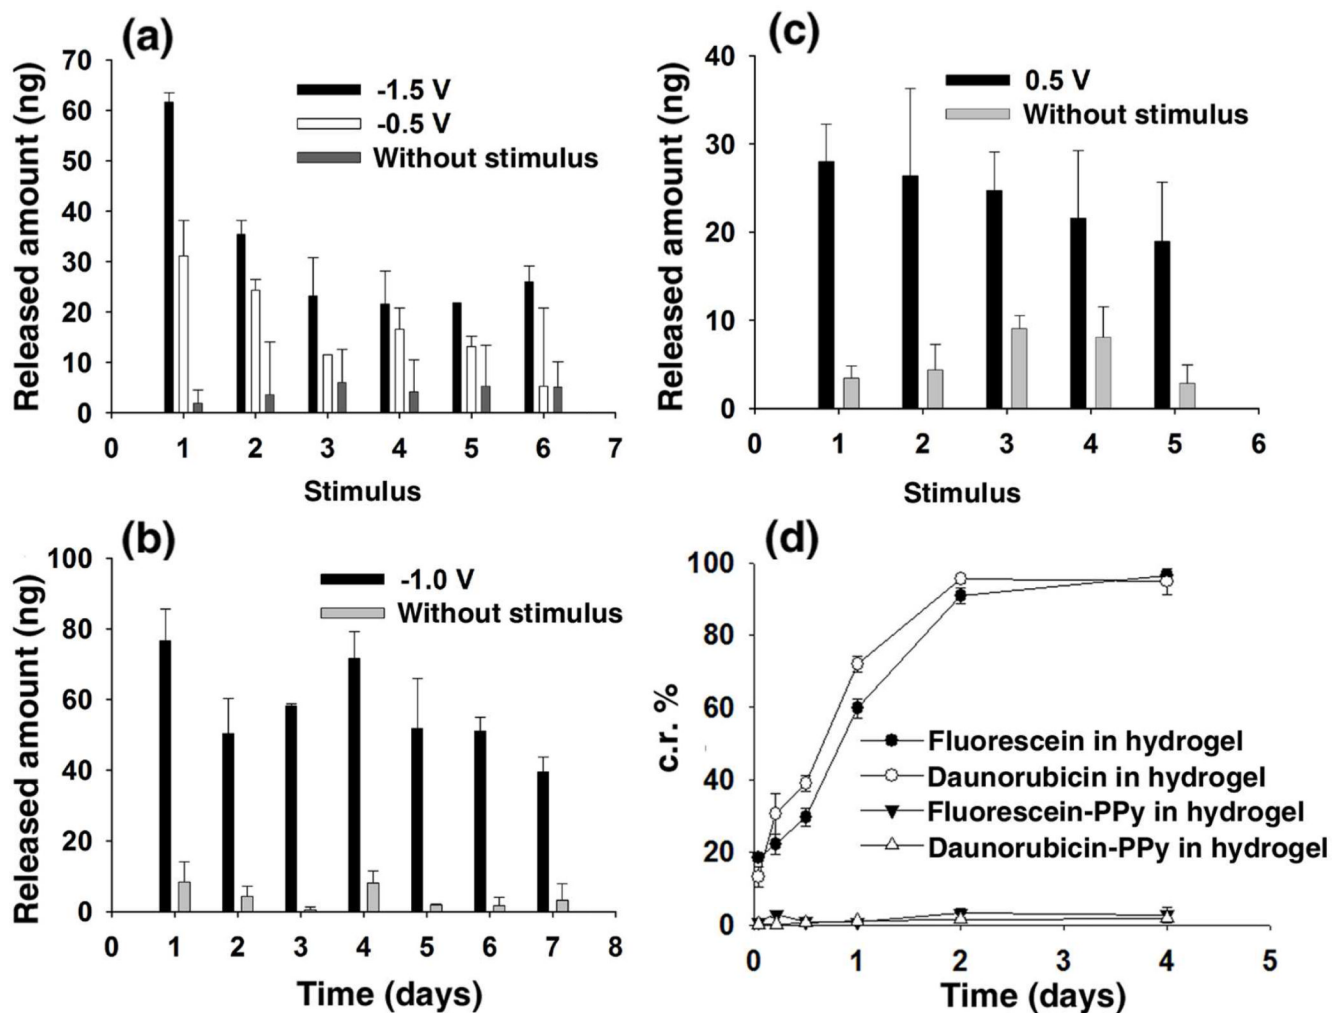 (a)
Released amount (ng)
70
60
50
40
30
20
10
0
-1.5 V
-0.5 V
Without stimulus
0 1 2 3 4 5 6 7
Stimulus
(c)
Released amount (ng)
40
30
20
10
0
0.5 V
Without stimulus
0 1 2 3 4 5 6
Stimulus
(b)
Released amount (ng)
100
80
60
40
20
0
-1.0 V
Without stimulus
0 1 2 3 4 5 6 7 8
Time (days)
(d)
c.r. %
100
80
60
40
20
0
Fluorescein in hydrogel
Daunorubicin in hydrogel
Fluorescein-PPy in hydrogel
Daunorubicin-PPy in hydrogel
0 1 2 3 4 5
Time (days)